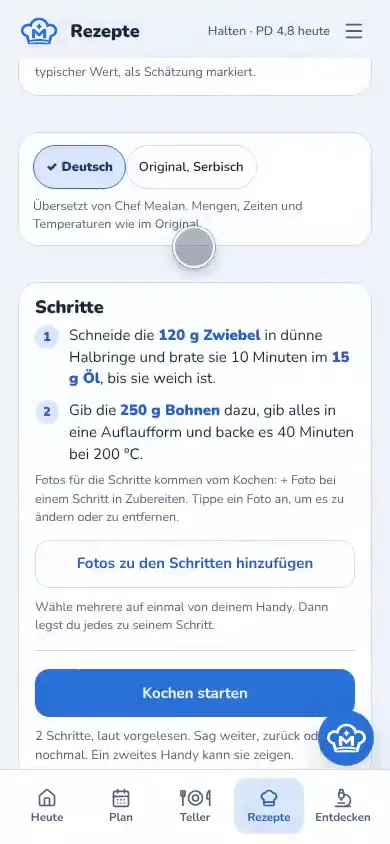 Rezepte
Halten · PD 4,8 heute
typischer Wert, als Schätzung markiert.
✓ Deutsch
Original, Serbisch
Übersetzt von Chef Mealan. Mengen, Zeiten und
Temperaturen wie im Original.
Schritte
1 Schneide die 120 g Zwiebel in dünne
Halbringe und brate sie 10 Minuten im 15
g Öl, bis sie weich ist.
2 Gib die 250 g Bohnen dazu, gib alles in
eine Auflaufform und backe es 40 Minuten
bei 200 °C.
Fotos für die Schritte kommen vom Kochen: + Foto bei
einem Schritt in Zubereiten. Tippe ein Foto an, um es zu
ändern oder zu entfernen.
Fotos zu den Schritten hinzufügen
Wähle mehrere auf einmal von deinem Handy. Dann
legst du jedes zu seinem Schritt.
Kochen starten
2 Schritte, laut vorgelesen. Sag weiter, zurück
nochmal. Ein zweites Handy kann sie zeigen.
Heute
Plan
Teller
Rezepte
Entdecken